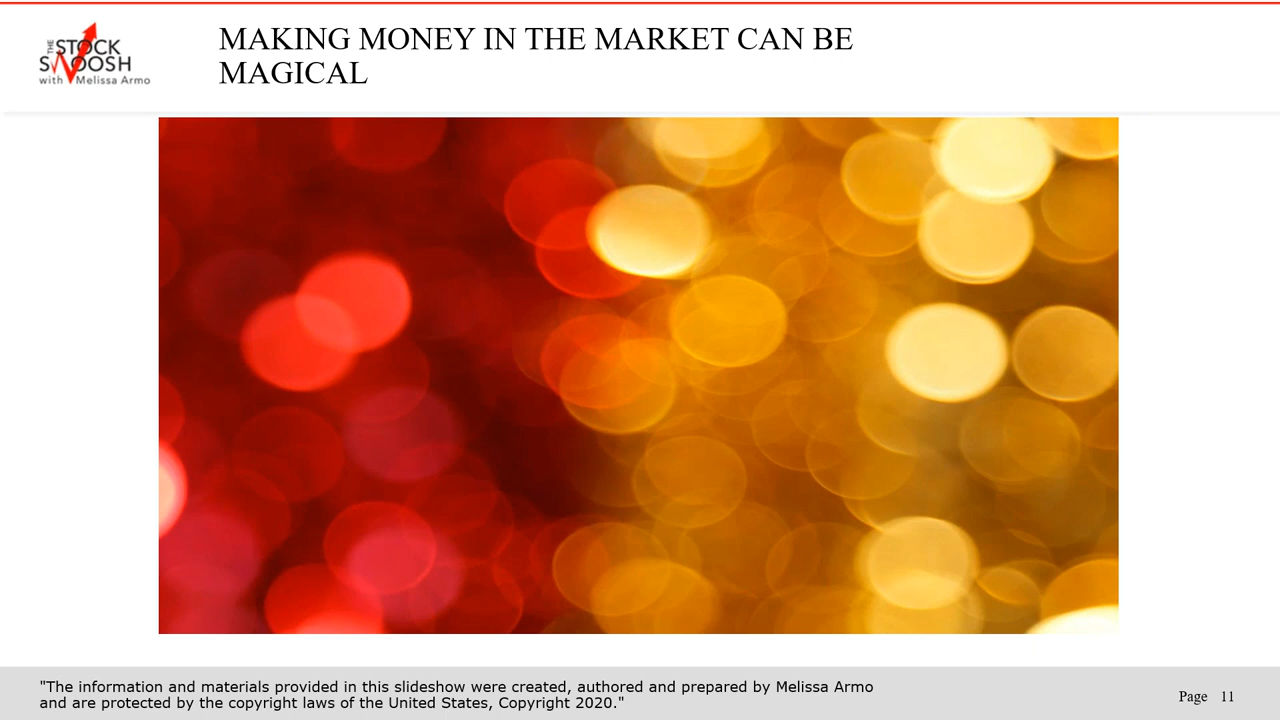 THE
STOCK
SWOOSH
with Melissa Armo
MAKING MONEY IN THE MARKET CAN BE
MAGICAL
"The information and materials provided in this slideshow were created, authored and prepared by Melissa Armo
and are protected by the copyright laws of the United States, Copyright 2020."
Page 11